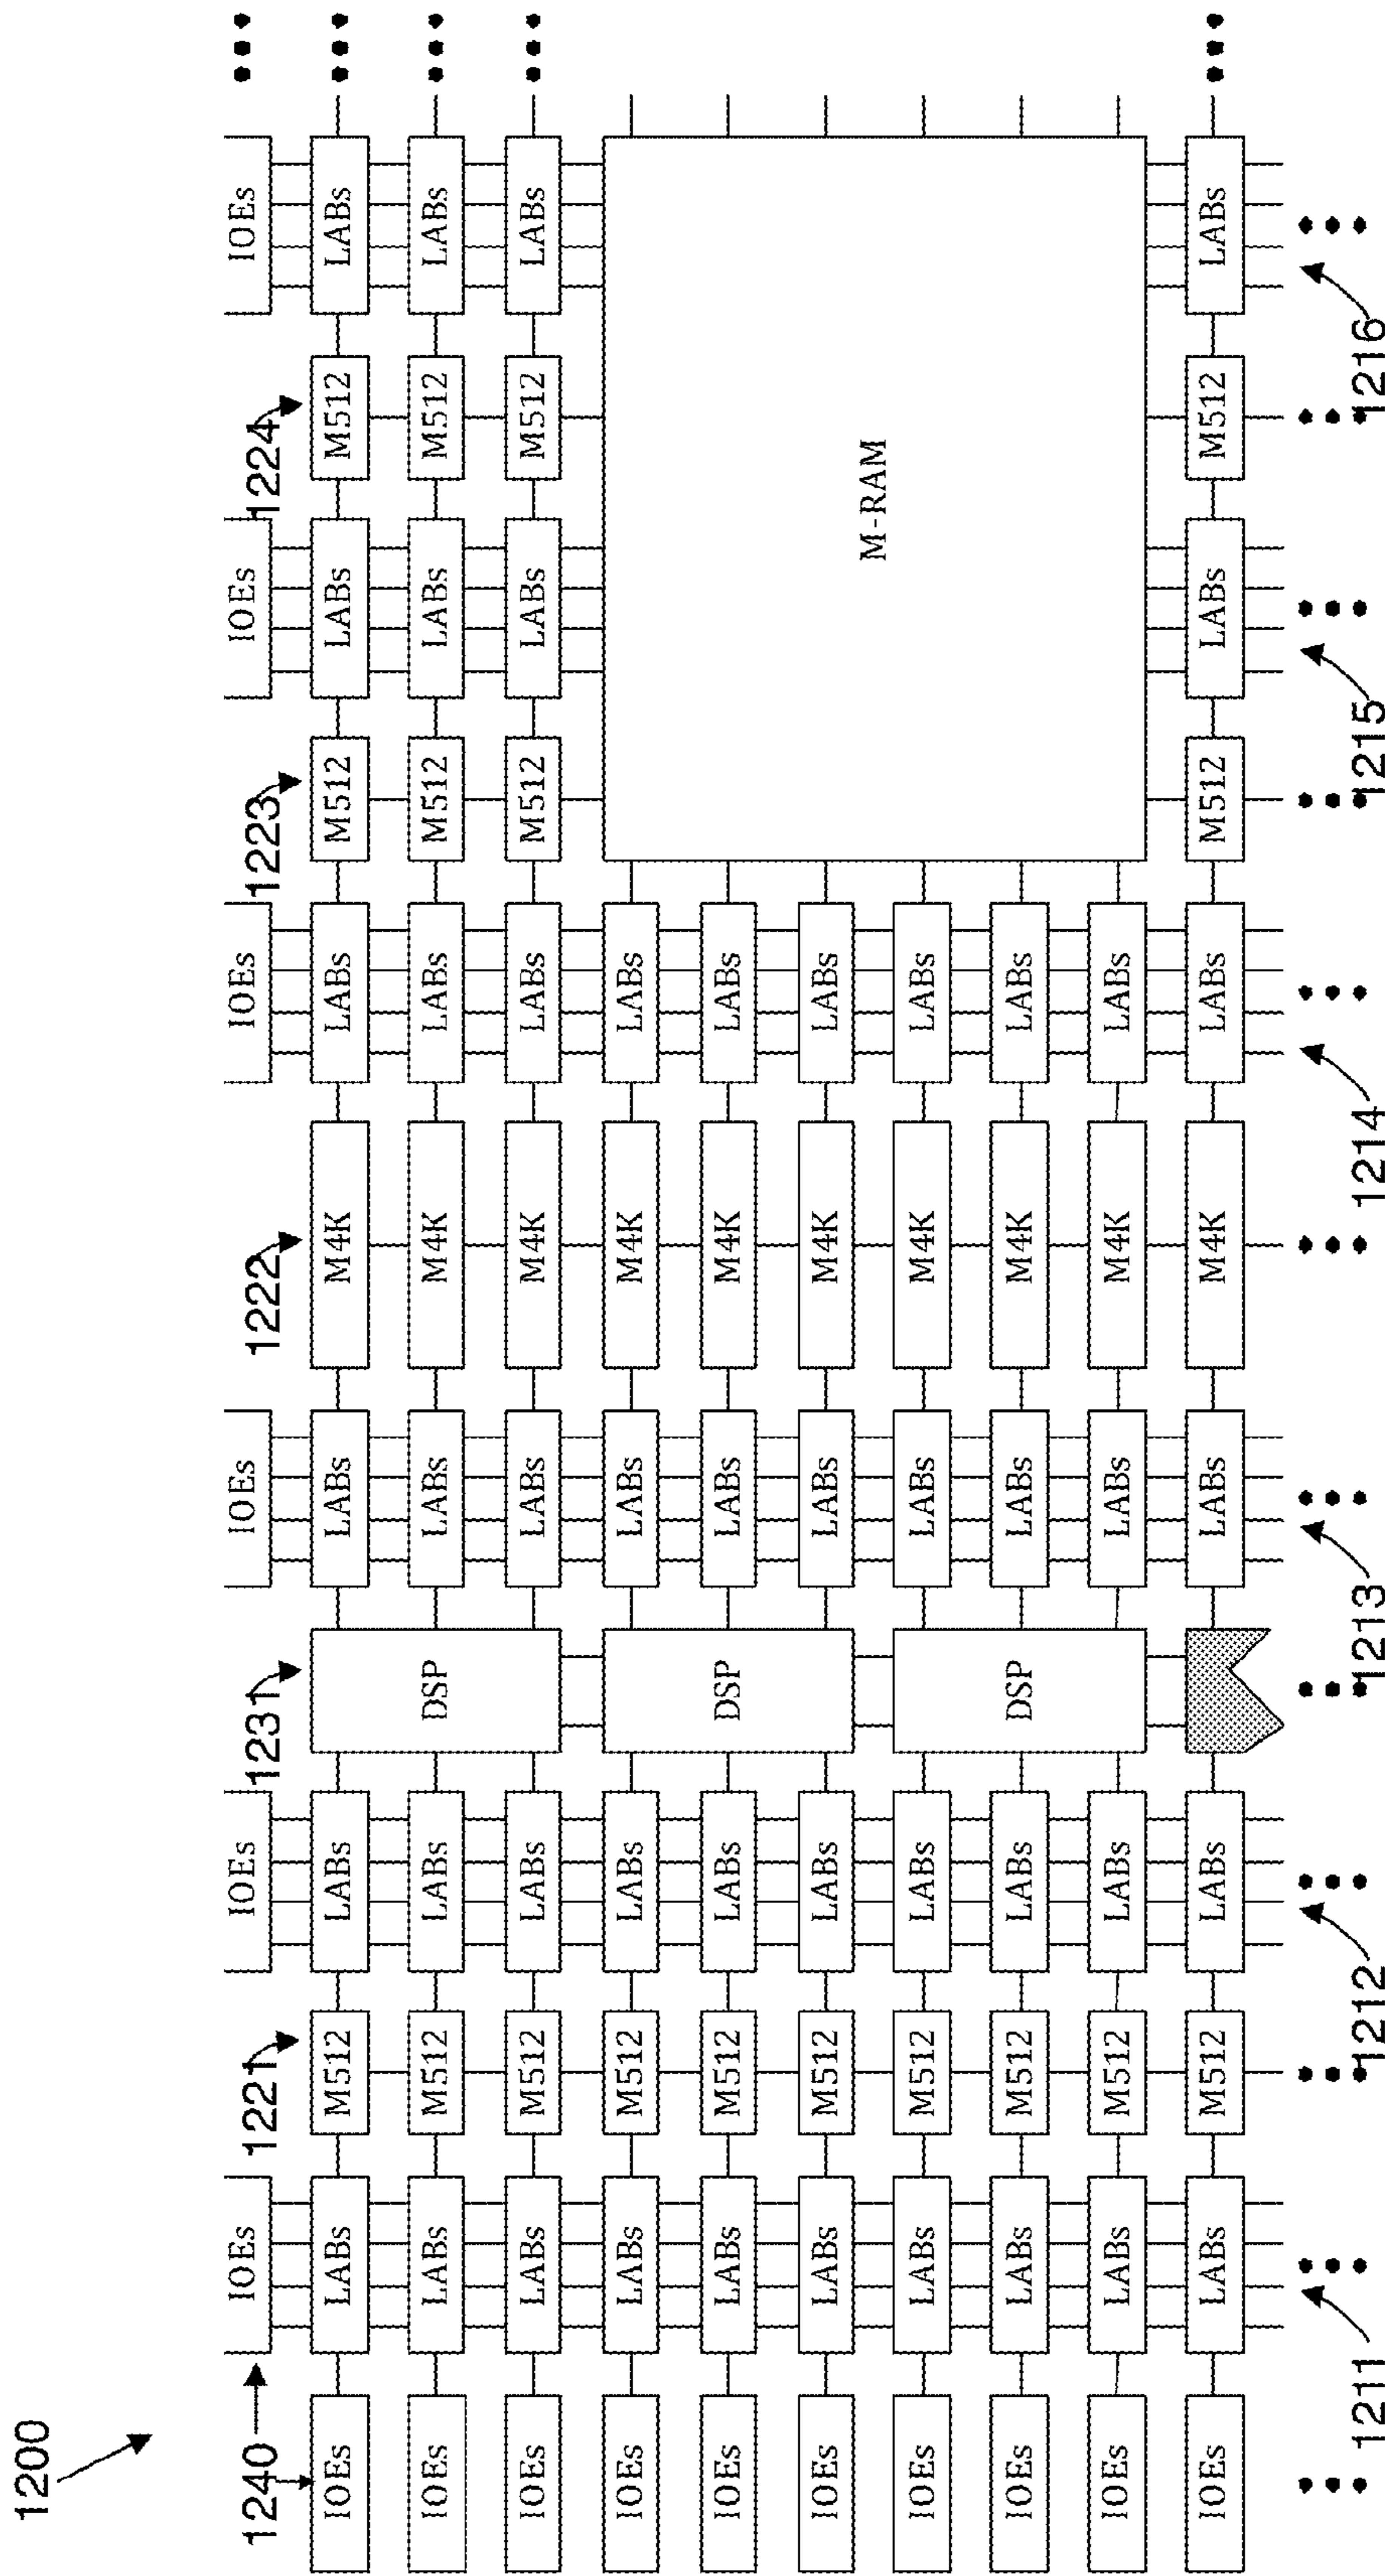 1200
1240 IOEs 1221 IOEs 1231 IOEs 1222 IOEs 1223 IOEs 1224 IOEs
IOEs LABs M512 LABs LABs M4K LABs M512 LABs M512 LABs
IOEs LABs M512 LABs DSP LABs M4K LABs M512 LABs M512 LABs
IOEs LABs M512 LABs LABs M4K LABs M512 LABs M512 LABs
IOEs LABs M512 LABs LABs M4K LABs
IOEs LABs M512 LABs DSP LABs M4K LABs
IOEs LABs M512 LABs LABs M4K LABs
M-RAM
IOEs LABs M512 LABs LABs M4K LABs
IOEs LABs M512 LABs DSP LABs M4K LABs
IOEs LABs M512 LABs LABs M4K LABs
IOEs LABs M512 LABs LABs M4K LABs M512 LABs M512 LABs
1211 1212 1213 1214 1215 1216